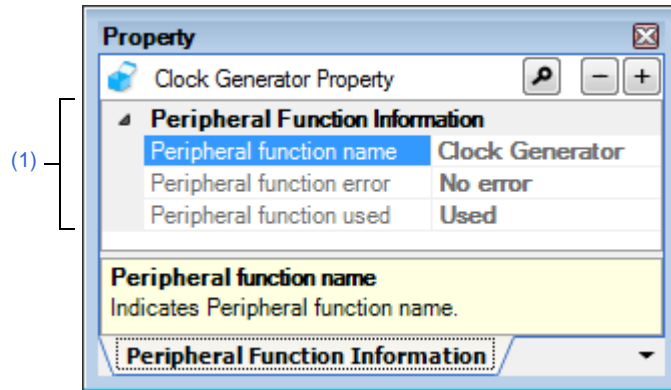 Property
Clock Generator Property
Peripheral Function Information
(1)
Peripheral function name Clock Generator
Peripheral function error No error
Peripheral function used Used
Peripheral function name
Indicates Peripheral function name.
Peripheral Function Information